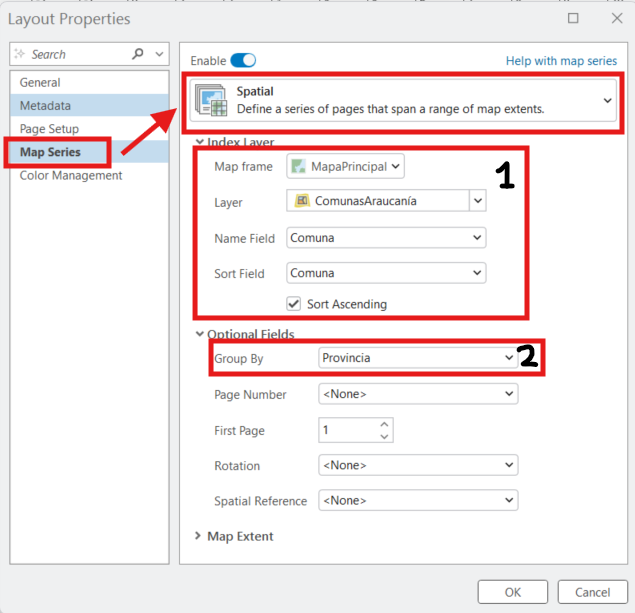 Layout Properties
Search
General
Metadata
Page Setup
Map Series
Color Management
Enable
Help with map series
Spatial
Define a series of pages that span a range of map extents.
Index Layer
Map frame MapaPrincipal
1
Layer ComunasAraucanía
Name Field Comuna
Sort Field Comuna
Sort Ascending
Optional Fields
Group By Provincia 2
Page Number <None>
First Page 1
Rotation <None>
Spatial Reference <None>
Map Extent
OK Cancel